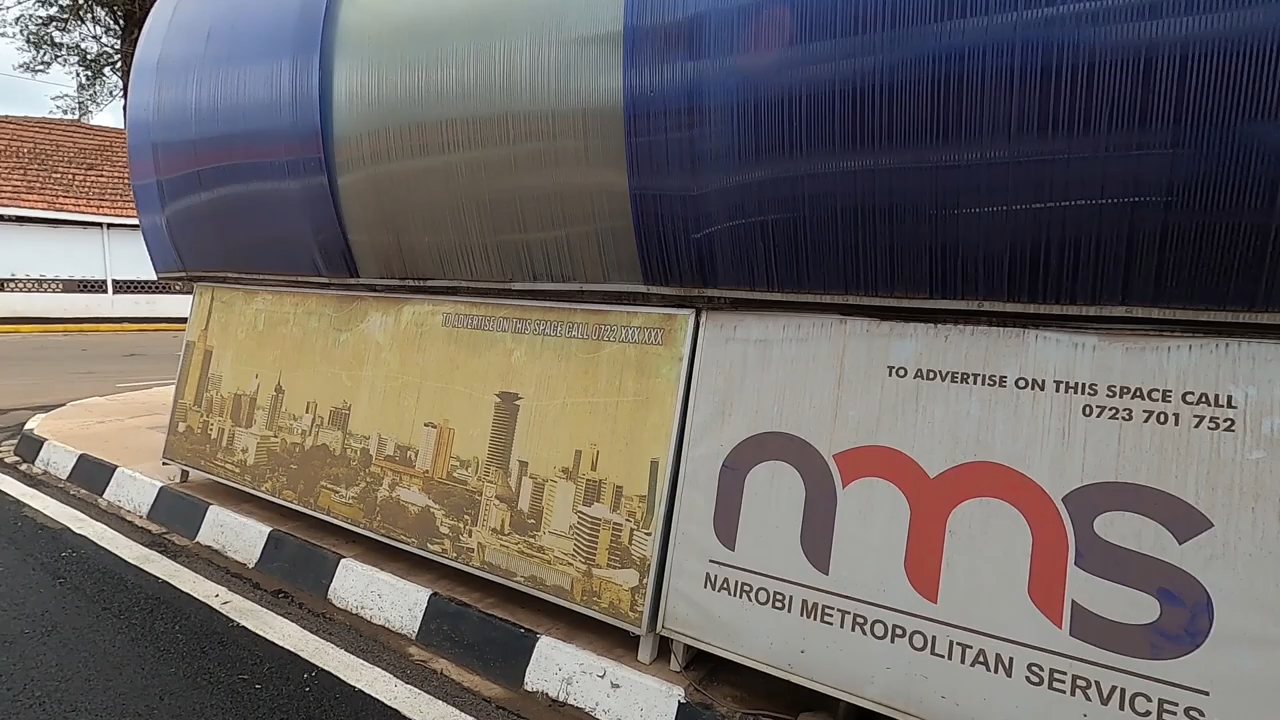 TO ADVERTISE ON THIS SPACE CALL 0722 XXX XXX
TO ADVERTISE ON THIS SPACE CALL
0723 701 752
nms
NAIROBI METROPOLITAN SERVICES